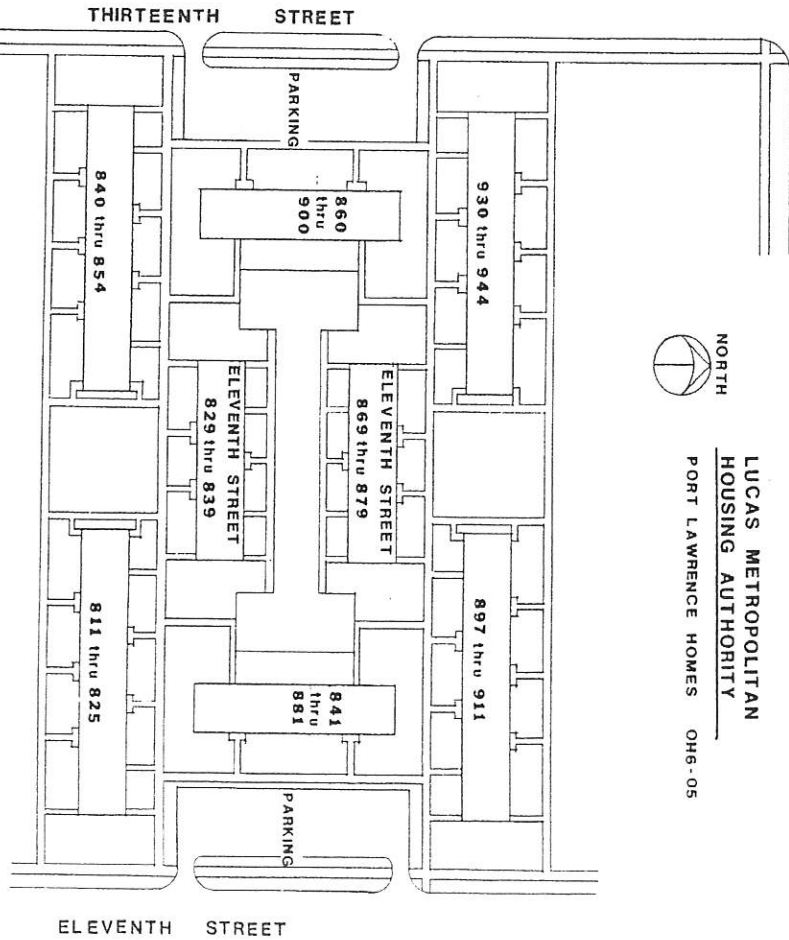 THIRTEENTH STREET
PARKING
840 thru 854
860
thru
900
930 thru 944
NORTH
LUCAS METROPOLITAN
HOUSING AUTHORITY
PORT LAWRENCE HOMES OH6-05
ELEVENTH STREET
829 thru 839
ELEVENTH STREET
869 thru 879
811 thru 825
841
thru
881
897 thru 911
PARKING
ELEVENTH STREET